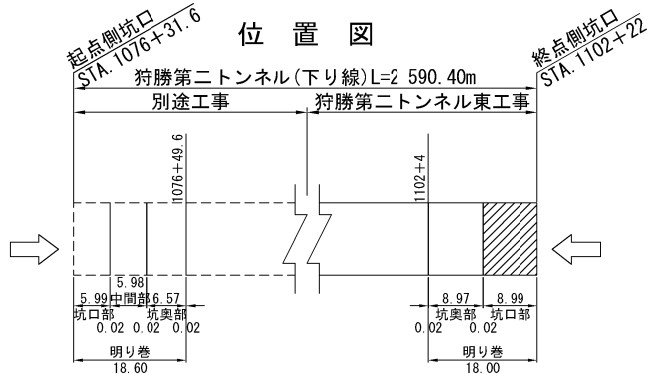 位置図
起点側坑口
STA.1076+31.6
終点側坑口
STA.1102+22
狩勝第二トンネル(下り線)L=2 590.40m
別途工事
狩勝第二トンネル東工事
1076+49.6
1102+4
5.99
5.98
6.57
坑口部
中間部
坑奥部
0.02
0.02
0.02
明り巻
18.60
8.97
8.99
0.02
坑奥部
0.02
坑口部
明り巻
18.00